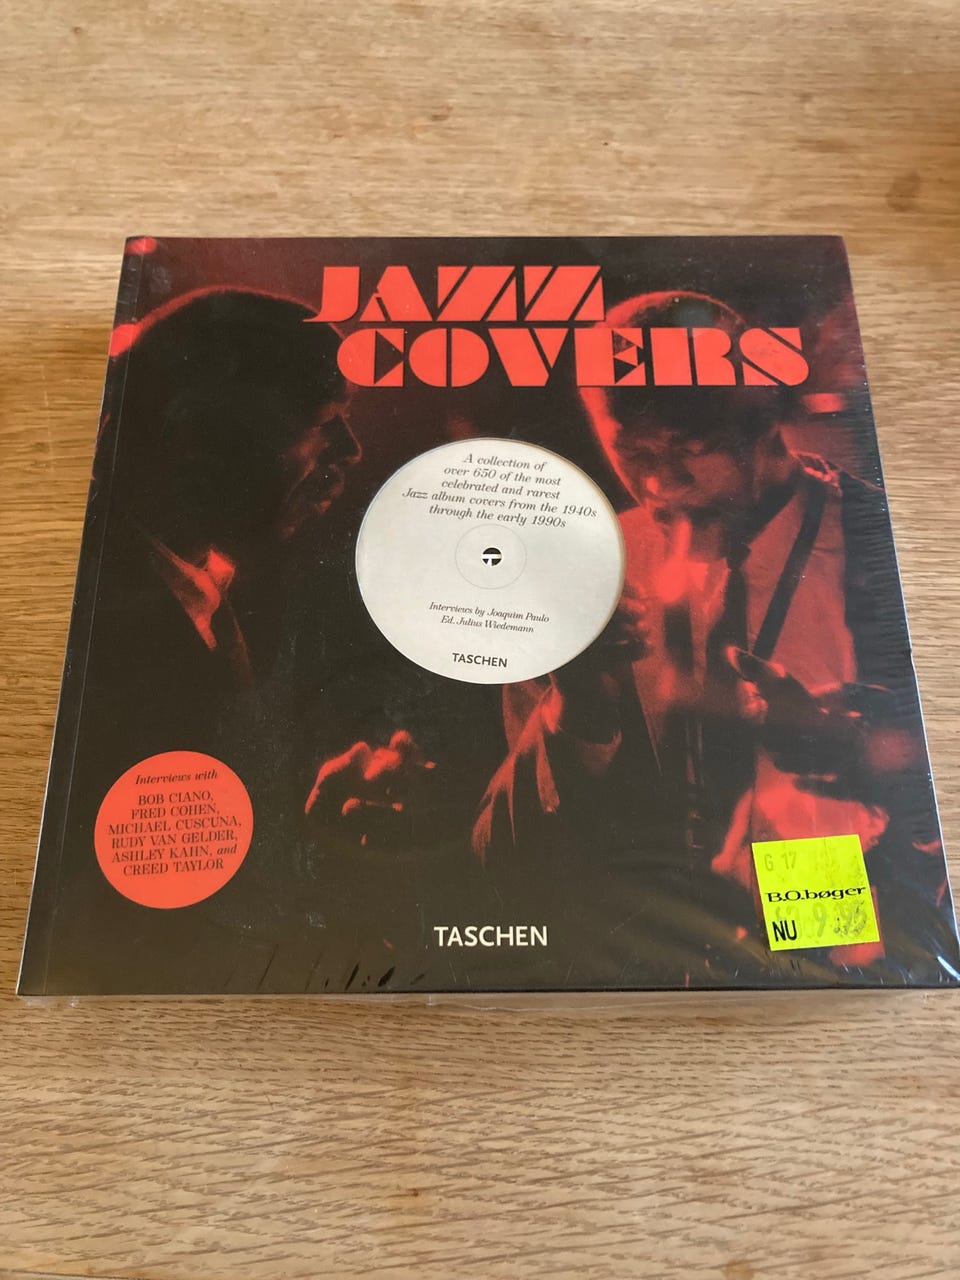 JAZZ
COVERS
A collection of
over 650 of the most
celebrated and rarest
Jazz album covers from the 1940s
through the early 1990s
Interviews by Joaquim Paulo
Ed. Julius Wiedemann
TASCHEN
Interviews with
BOB CIANO,
FRED COHEN,
MICHAEL CUSCUNA,
RUDY VAN GELDER,
ASHLEY KAHN, and
CREED TAYLOR
TASCHEN
G 17
B.O.bøger
NU